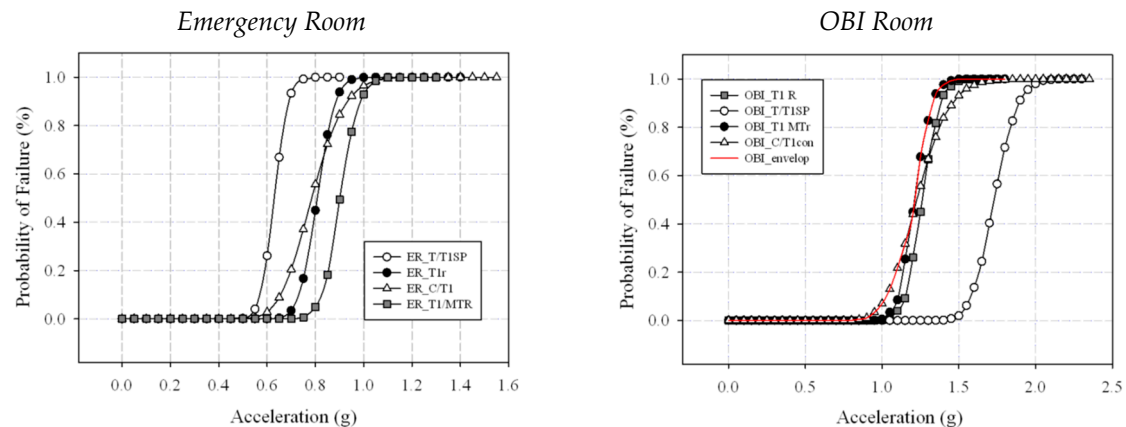 Emergency Room
OBI Room
Probability of Failure (%)
1.0
0.8
0.6
0.4
0.2
0.0
ER_T/T1SP
ER_T1r
ER_C/T1
ER_T1/MTR
0.0 0.2 0.4 0.6 0.8 1.0 1.2 1.4 1.6
Acceleration (g)
Probability of Failure (%)
1.0
0.8
0.6
0.4
0.2
0.0
OBI_T1 R
OBI_T/T1SP
OBI_T1 MTr
OBI_C/T1con
OBI_envelop
0.0 1.0 1.5 2.0 2.5
Acceleration (g)